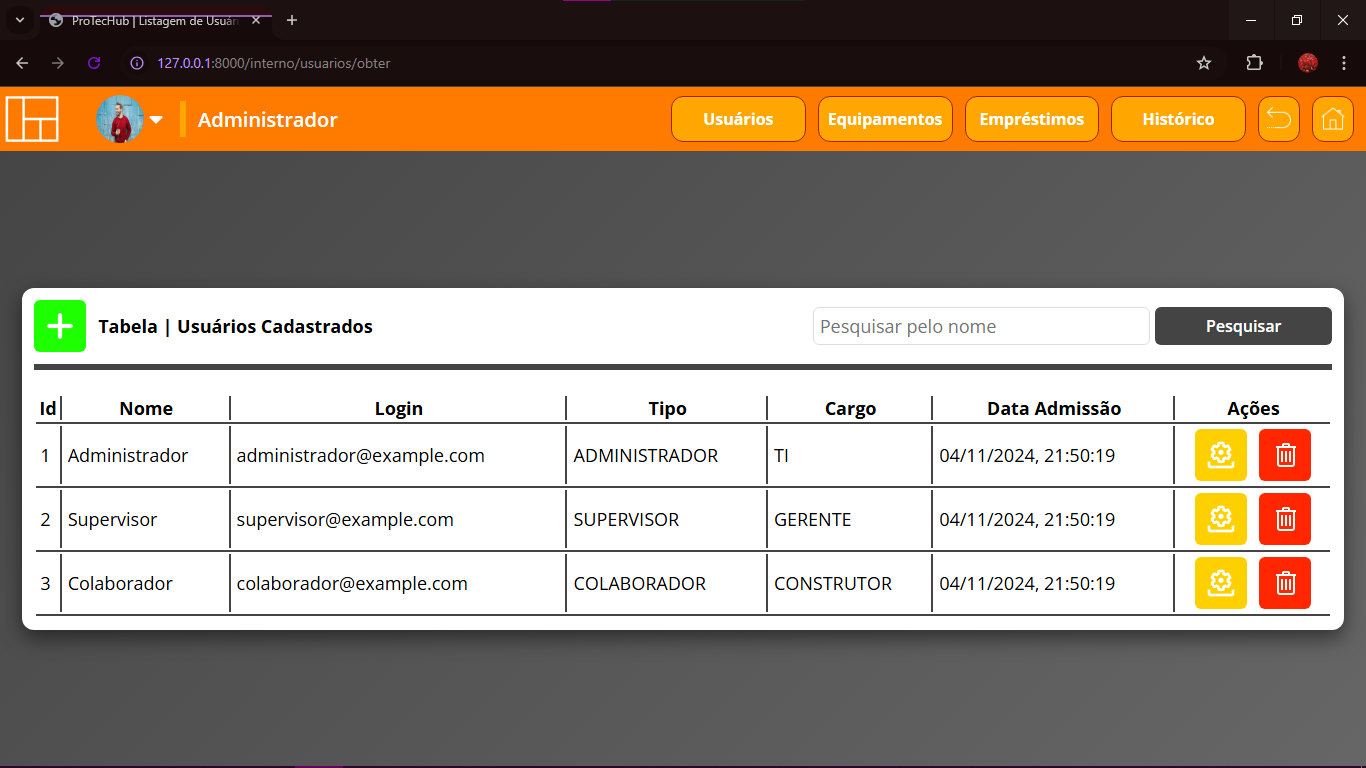 ProTecHub | Listagem de Usuár
127.0.0.1:8000/interno/usuarios/obter
Administrador
Usuários
Equipamentos
Empréstimos
Histórico
Tabela | Usuários Cadastrados
Pesquisar pelo nome
Pesquisar
Id Nome Login Tipo Cargo Data Admissão Ações
1 Administrador administrador@example.com ADMINISTRADOR TI 04/11/2024, 21:50:19
2 Supervisor supervisor@example.com SUPERVISOR GERENTE 04/11/2024, 21:50:19
3 Colaborador colaborador@example.com COLABORADOR CONSTRUTOR 04/11/2024, 21:50:19